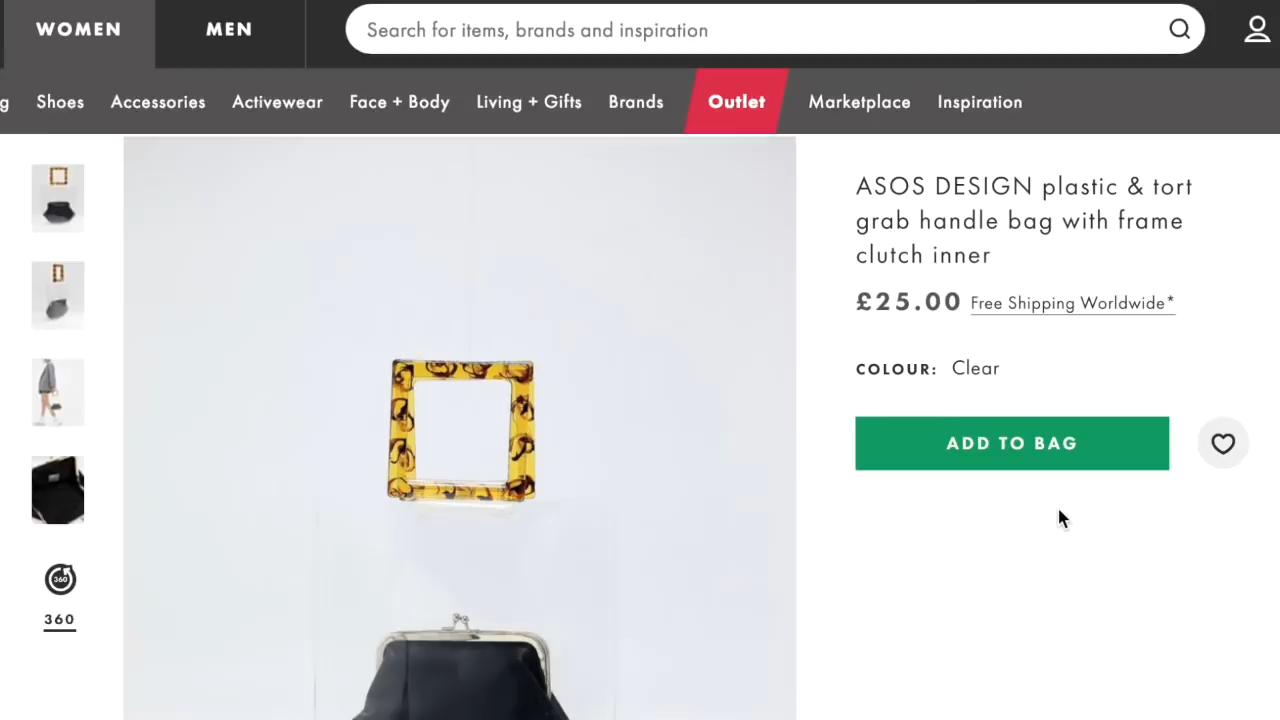 WOMEN
MEN
Search for items, brands and inspiration
g
Shoes
Accessories
Activewear
Face + Body
Living + Gifts
Brands
Outlet
Marketplace
Inspiration
ASOS DESIGN plastic & tort
grab handle bag with frame
clutch inner
£25.00 Free Shipping Worldwide*
COLOUR: Clear
ADD TO BAG
360
360